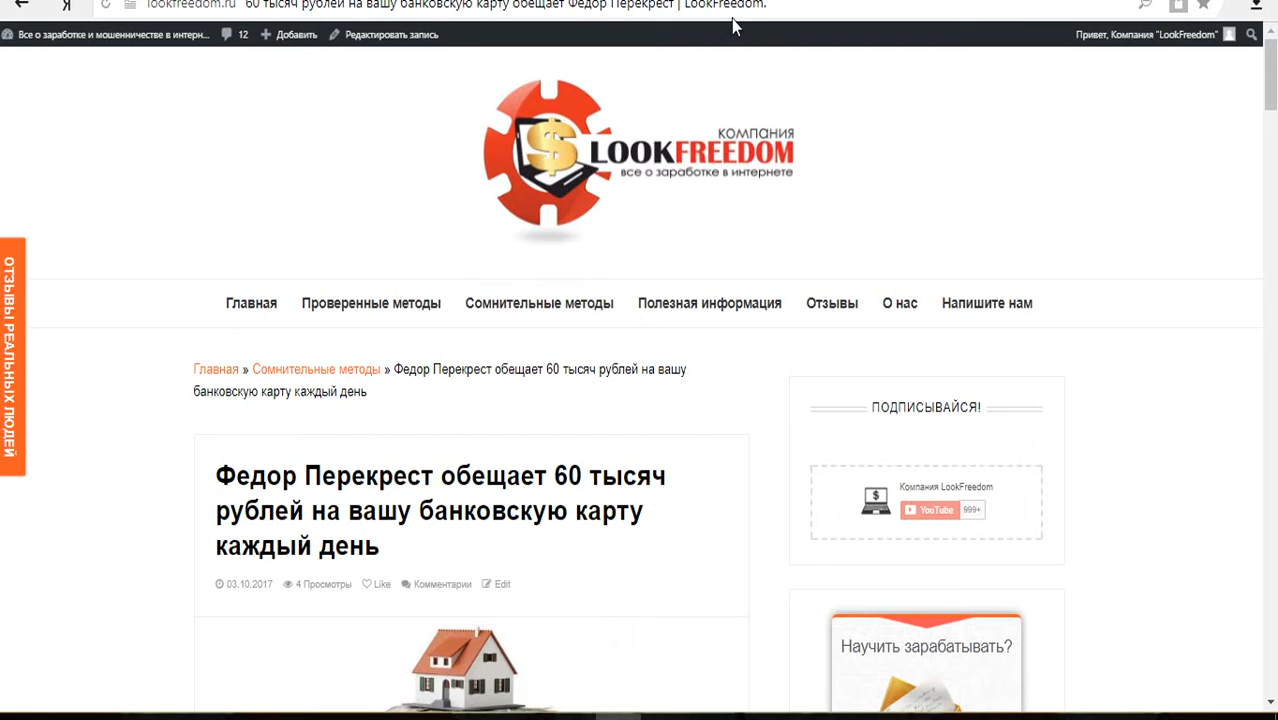 lookfreedom.ru 60 тысяч рублей на вашу банковскую карту обещает Федор Перекрест | LookFreedom.
Все о заработке и мошенничестве в интерн... 12 Добавить Редактировать запись Привет, Компания "LookFreedom"
КОМПАНИЯ
LOOKFREEDOM
все о заработке в интернете
Главная Проверенные методы Сомнительные методы Полезная информация Отзывы О нас Напишите нам
ОТЗЫВЫ РЕАЛЬНЫХ ЛЮДЕЙ
Главная » Сомнительные методы » Федор Перекрест обещает 60 тысяч рублей на вашу
банковскую карту каждый день
Федор Перекрест обещает 60 тысяч
рублей на вашу банковскую карту
каждый день
03.10.2017 4 Просмотры Like Комментарии Edit
ПОДПИСЫВАЙСЯ!
Компания LookFreedom
YouTube 999+
Научить зарабатывать?